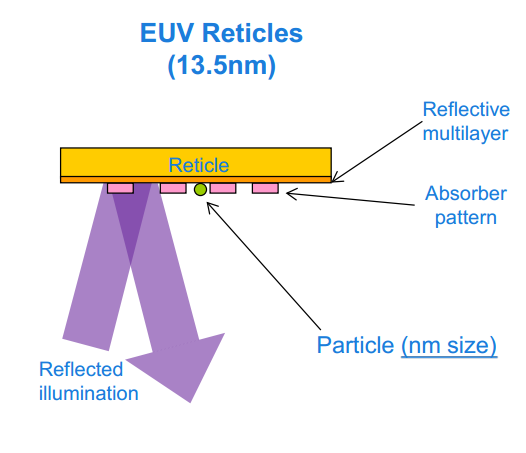 EUV Reticles
(13.5nm)
Reflective
multilayer
Reticle
Absorber
pattern
Particle (nm size)
Reflected
illumination